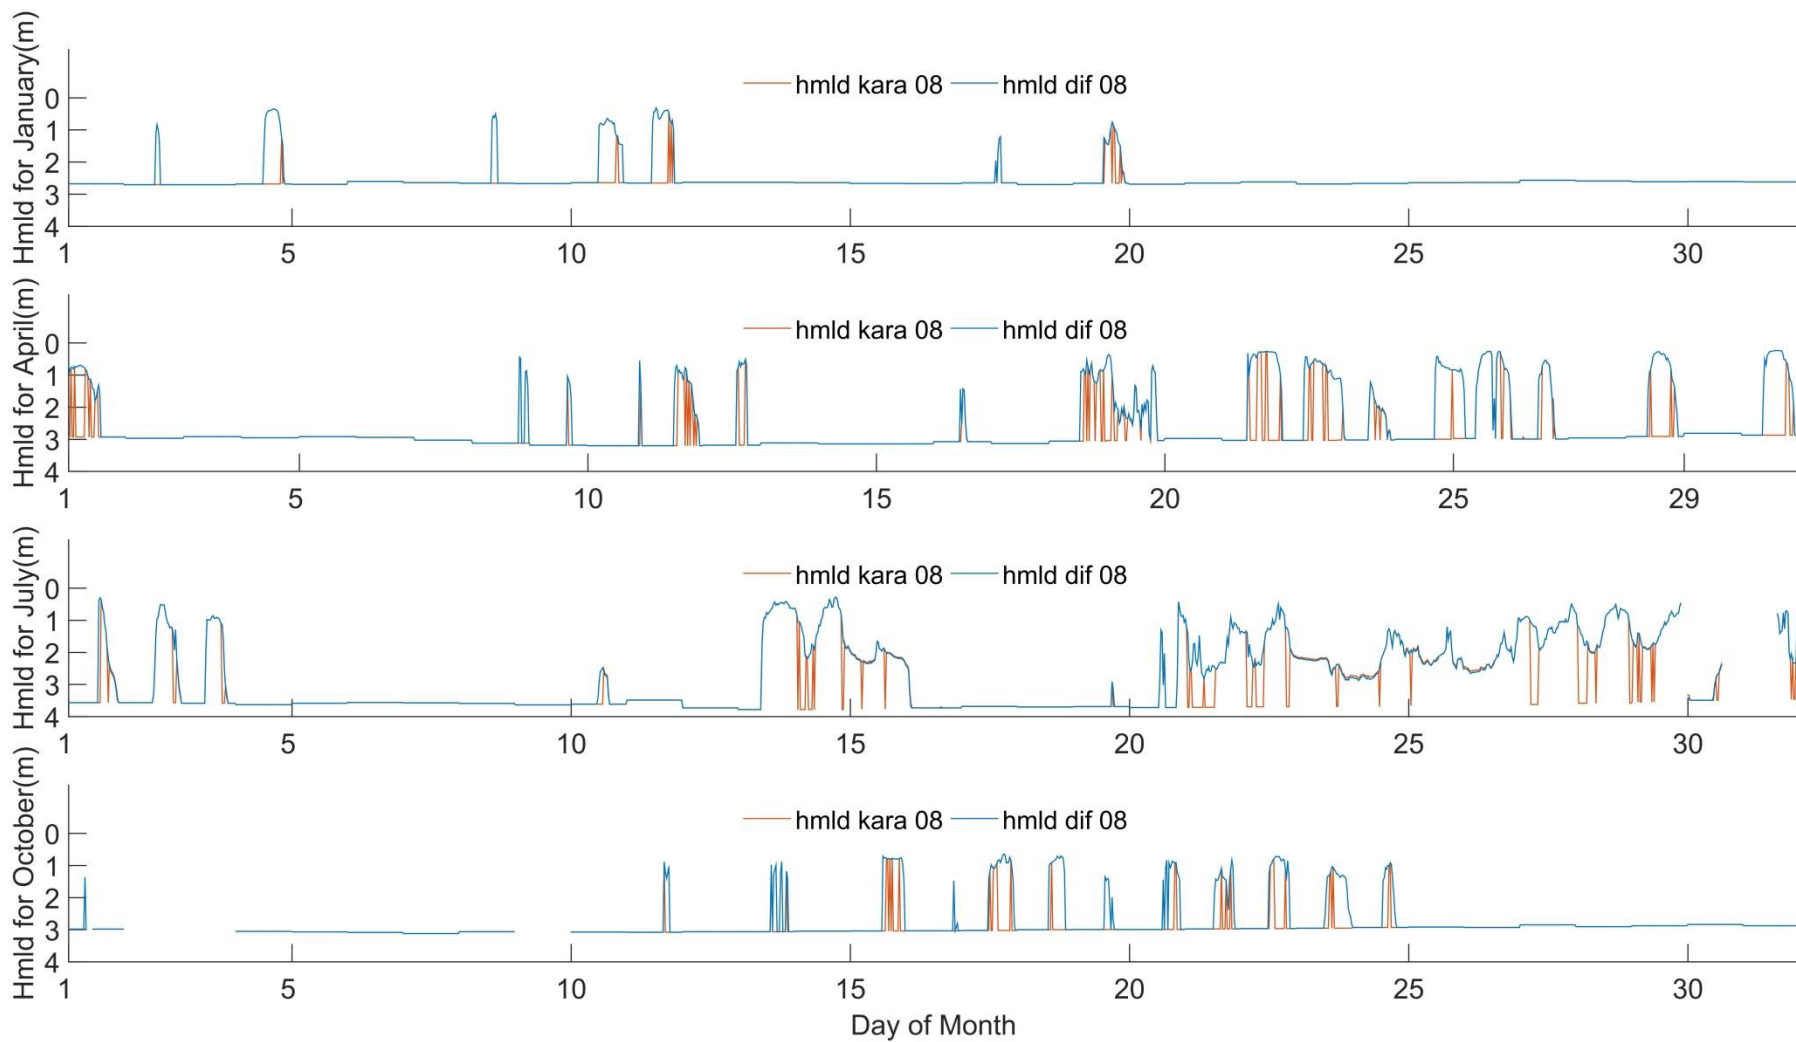 Hmld for January(m)
hmld kara 08 hmld dif 08
0
1
2
3
4
1 5 10 15 20 25 30
Hmld for April(m)
hmld kara 08 hmld dif 08
0
1
2
3
4
1 5 10 15 20 25 29
Hmld for July(m)
hmld kara 08 hmld dif 08
0
1
2
3
4
1 5 10 15 20 25 30
Hmld for October(m)
hmld kara 08 hmld dif 08
0
1
2
3
4
1 5 10 15 20 25 30
Day of Month